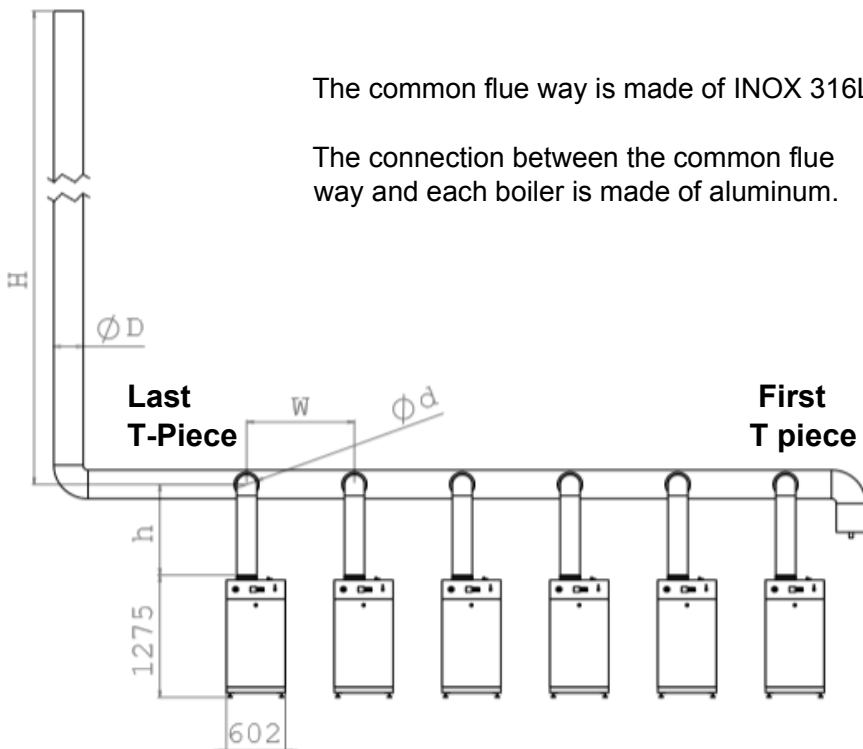 The common flue way is made of INOX 316L
The connection between the common flue
way and each boiler is made of aluminum.
H
ØD
Last
T-Piece
W
Ød
First
T piece
h
1275
602